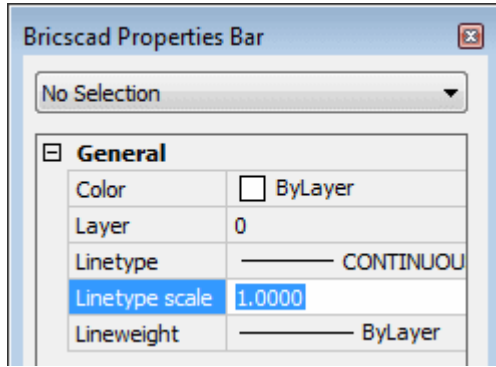 Bricscad Properties Bar
No Selection
General
Color ByLayer
Layer 0
Linetype CONTINUOU
Linetype scale 1.0000
Lineweight ByLayer